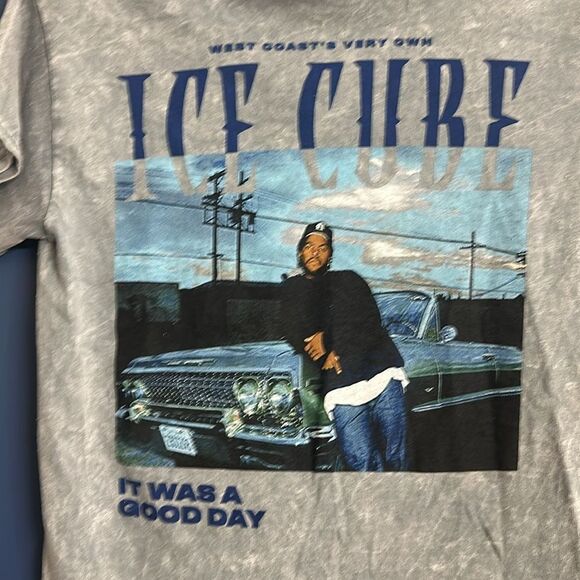 WEST COAST'S VERY OWN
ICE CUBE
IT WAS A
GOOD DAY